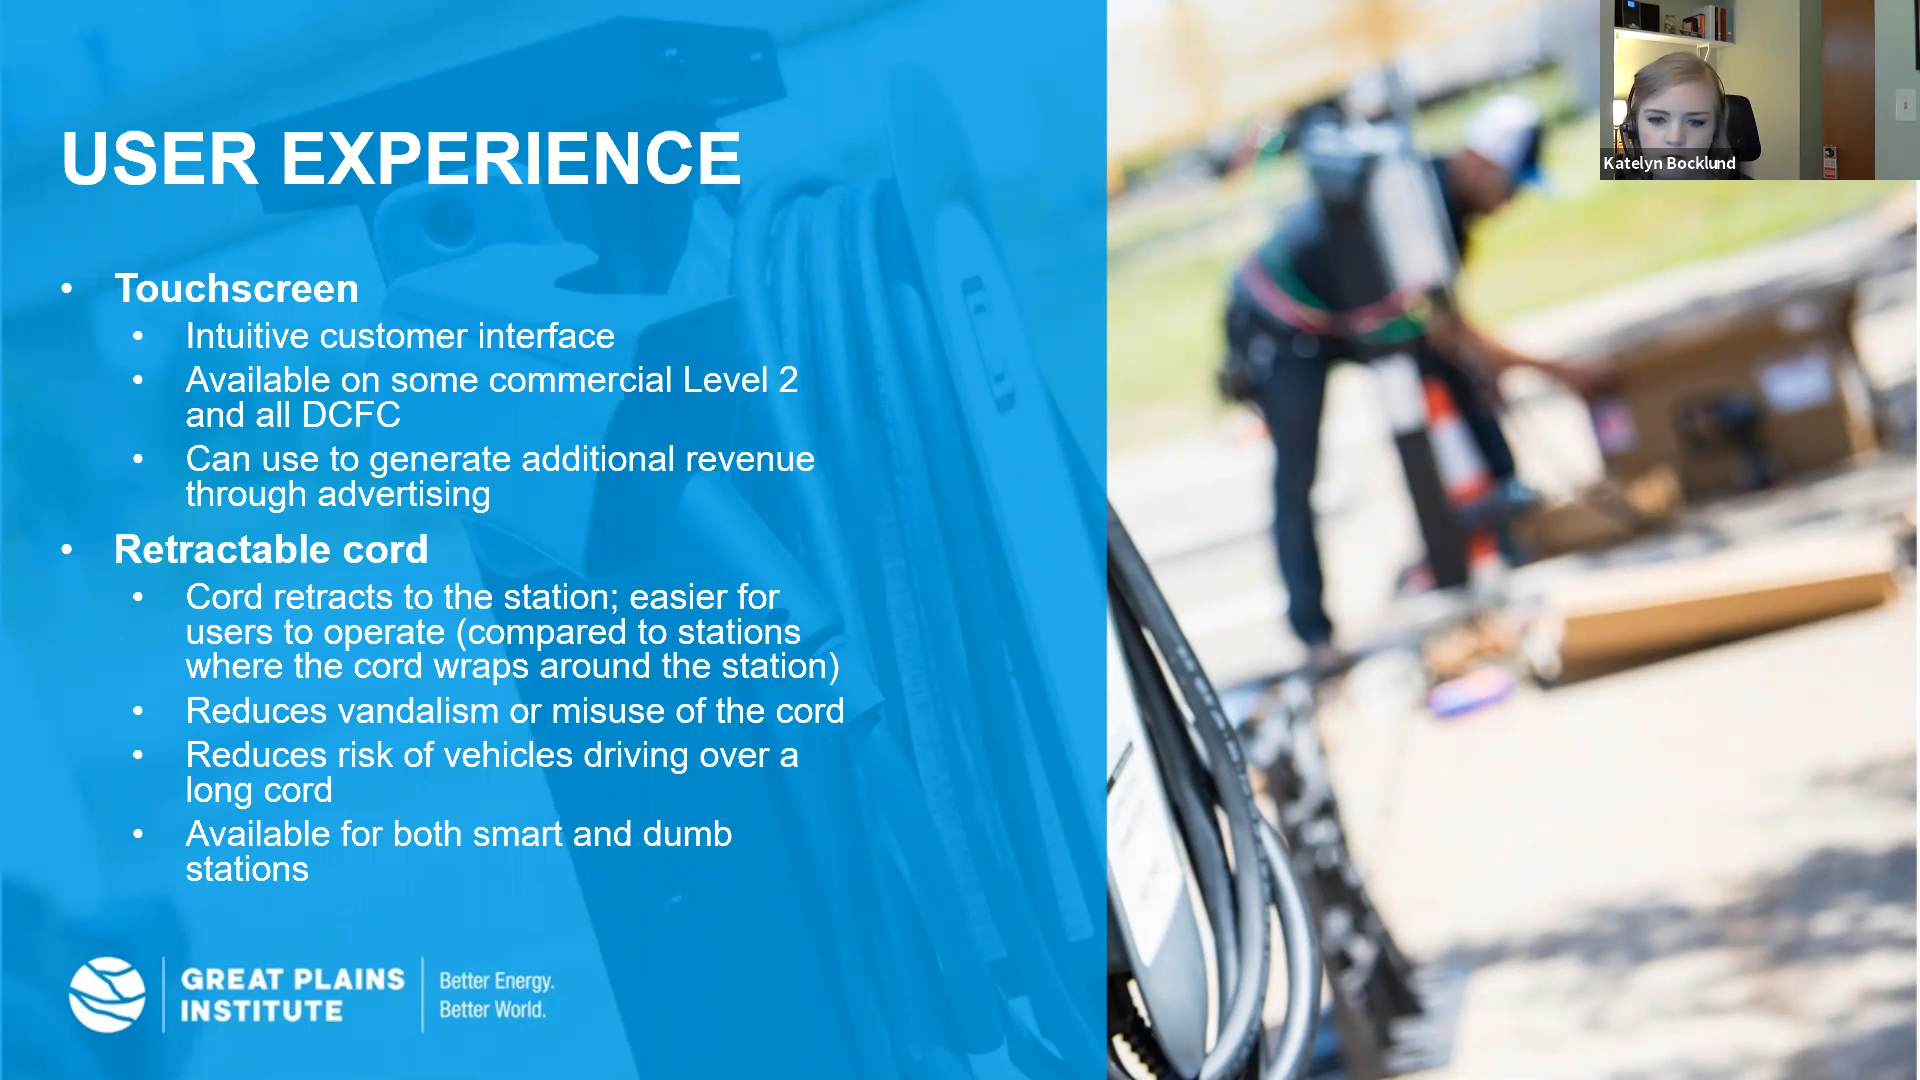 USER EXPERIENCE
• Touchscreen
• Intuitive customer interface
• Available on some commercial Level 2
and all DCFC
• Can use to generate additional revenue
through advertising
• Retractable cord
• Cord retracts to the station; easier for
users to operate (compared to stations
where the cord wraps around the station)
• Reduces vandalism or misuse of the cord
• Reduces risk of vehicles driving over a
long cord
• Available for both smart and dumb
stations
GREAT PLAINS
INSTITUTE
Better Energy.
Better World.
Katelyn Bocklund